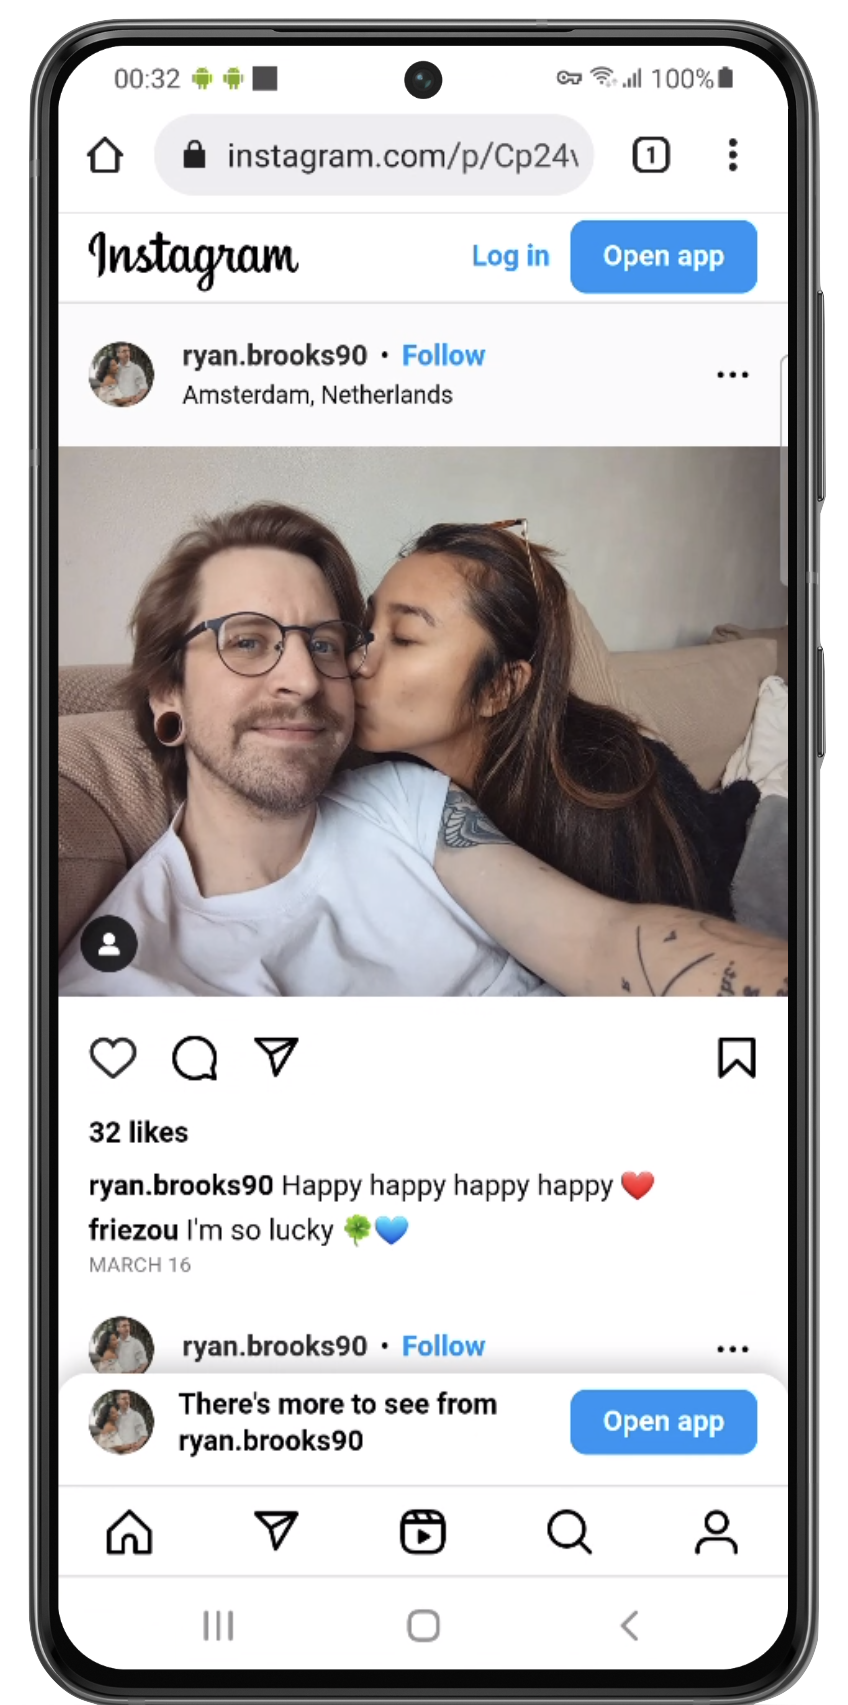 00:32 100%
instagram.com/p/Cp24v
1
Instagram Log in Open app
ryan.brooks90 • Follow
Amsterdam, Netherlands
32 likes
ryan.brooks90 Happy happy happy happy ❤️
friezou I'm so lucky 🍀💙
MARCH 16
ryan.brooks90 • Follow
There's more to see from
ryan.brooks90
Open app